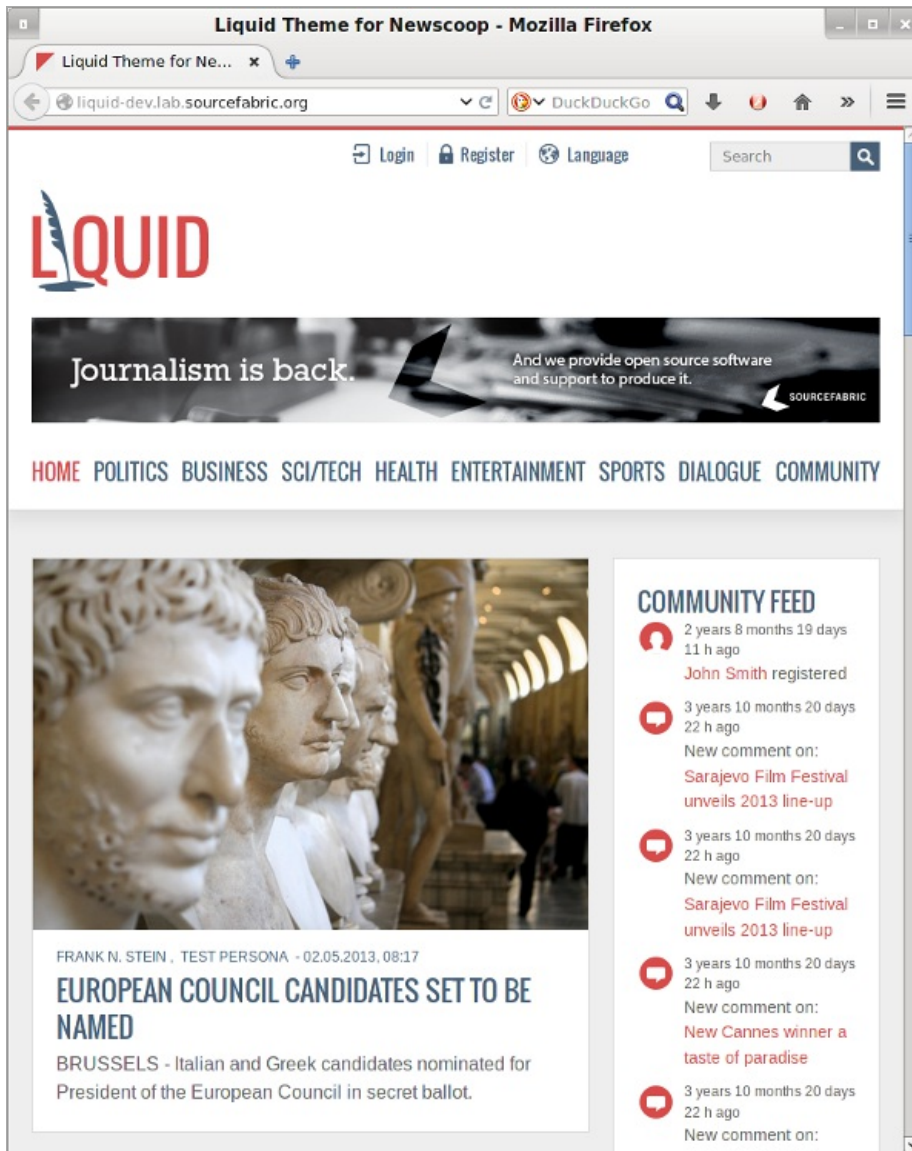 Liquid Theme for Newscoop - Mozilla Firefox
Liquid Theme for Ne...
liquid-dev.lab.sourcefabric.org
DuckDuckGo
Login
Register
Language
Search
LIQUID
Journalism is back.
And we provide open source software
and support to produce it.
SOURCEFABRIC
HOME POLITICS BUSINESS SCI/TECH HEALTH ENTERTAINMENT SPORTS DIALOGUE COMMUNITY
FRANK N. STEIN , TEST PERSONA - 02.05.2013, 08:17
EUROPEAN COUNCIL CANDIDATES SET TO BE
NAMED
BRUSSELS - Italian and Greek candidates nominated for
President of the European Council in secret ballot.
COMMUNITY FEED
2 years 8 months 19 days
11 h ago
John Smith registered
3 years 10 months 20 days
22 h ago
New comment on:
Sarajevo Film Festival
unveils 2013 line-up
3 years 10 months 20 days
22 h ago
New comment on:
Sarajevo Film Festival
unveils 2013 line-up
3 years 10 months 20 days
22 h ago
New comment on:
New Cannes winner a
taste of paradise
3 years 10 months 20 days
22 h ago
New comment on: